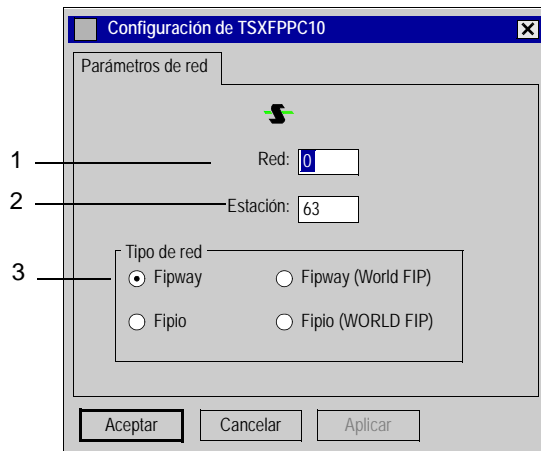 Configuración de TSXFPPC10
Parámetros de red
1 Red: 0
2 Estación: 63
3 Tipo de red
Fipway Fipway (World FIP)
Fipio Fipio (WORLD FIP)
Aceptar Cancelar Aplicar